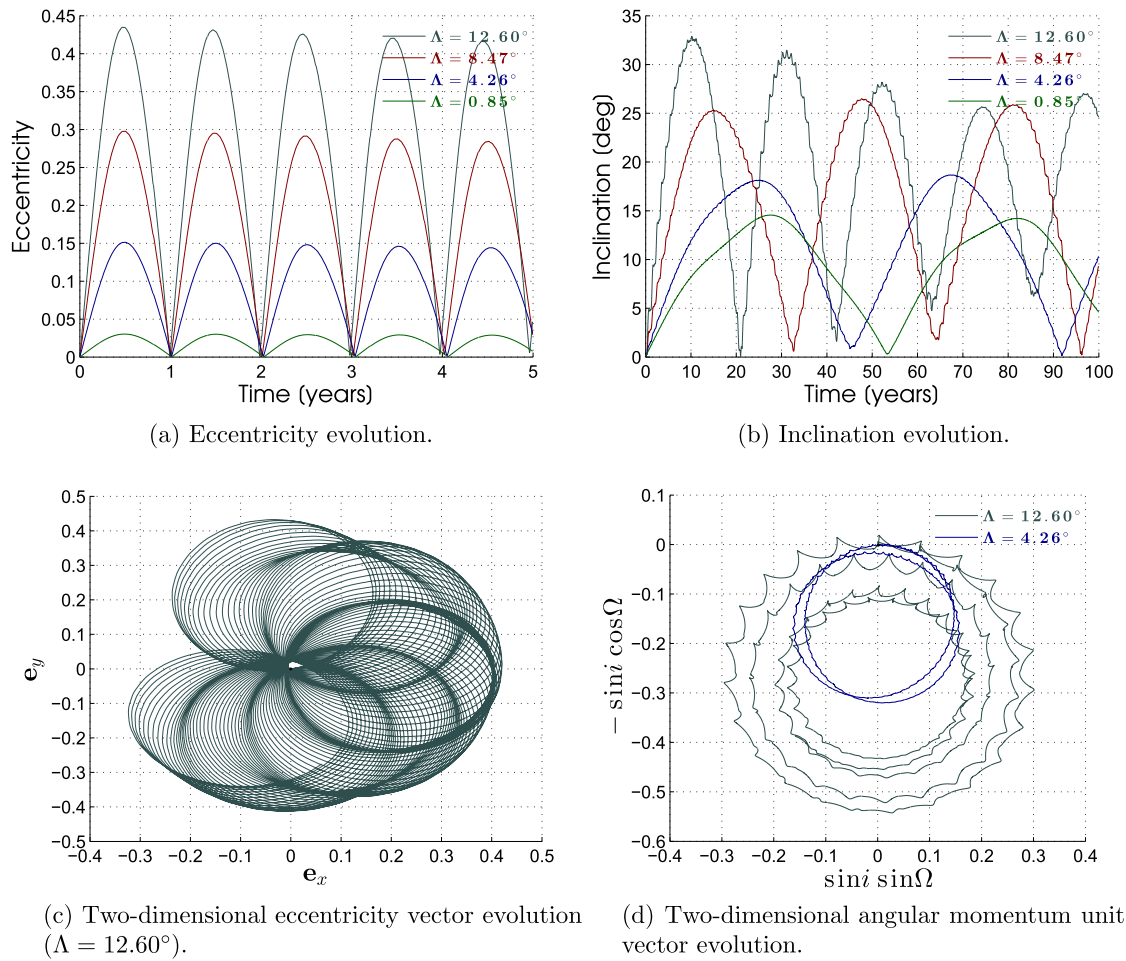 0.45
0.4
0.35
0.3
0.25
0.2
0.15
0.1
0.05
0
Eccentricity
Λ = 12.60°
Λ = 8.47°
Λ = 4.26°
Λ = 0.85°
0 1 2 3 4 5
Time (years)
(a) Eccentricity evolution.
35
30
25
20
15
10
5
0
Inclination (deg)
Λ = 12.60°
Λ = 8.47°
Λ = 4.26°
Λ = 0.85°
0 10 20 30 40 50 60 70 80 90 100
Time (years)
(b) Inclination evolution.
0.5
0.4
0.3
0.2
0.1
0
−0.1
−0.2
−0.3
−0.4
−0.5
e_y
−0.4 −0.3 −0.2 −0.1 0 0.1 0.2 0.3 0.4 0.5
e_x
(c) Two-dimensional eccentricity vector evolution
(Λ = 12.60°).
0.1
0
−0.1
−0.2
−0.3
−0.4
−0.5
−0.6
− sin i cosΩ
Λ = 12.60°
Λ = 4.26°
−0.4 −0.3 −0.2 −0.1 0 0.1 0.2 0.3 0.4
sin i sinΩ
(d) Two-dimensional angular momentum unit
vector evolution.